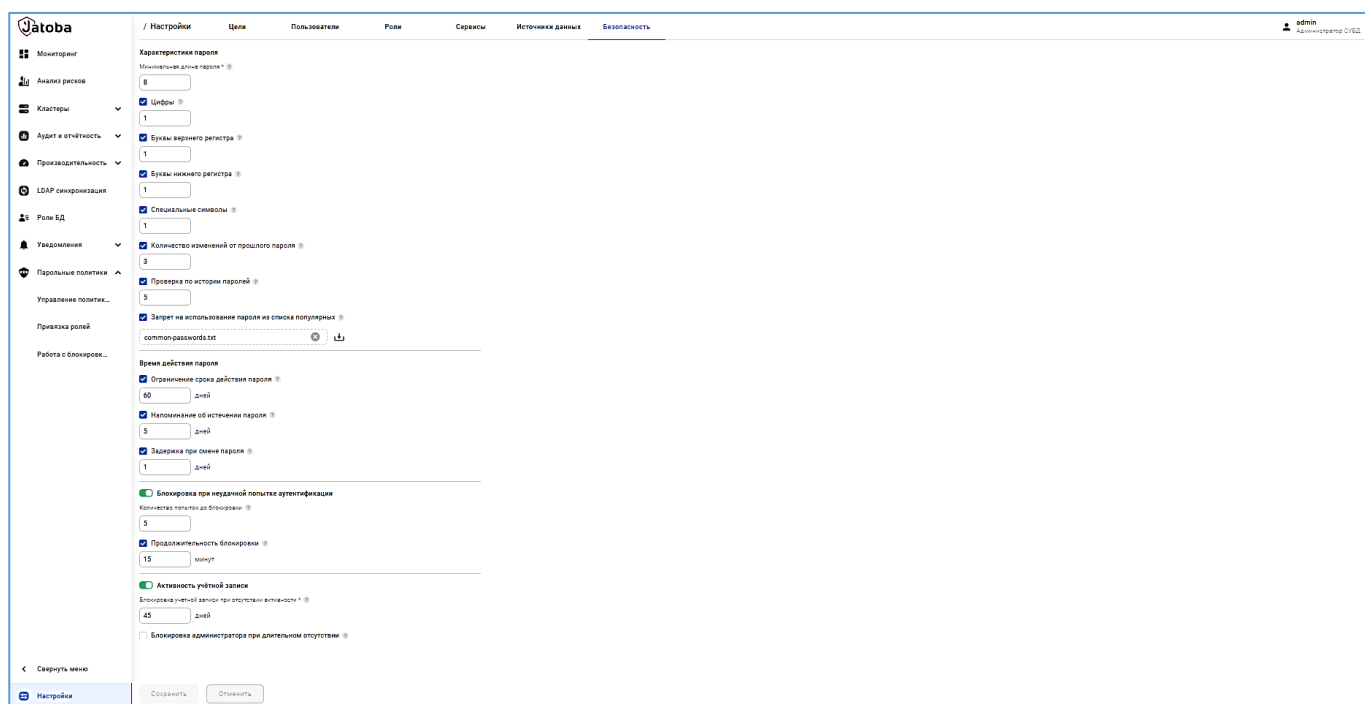 Jatoba
/ Настройки Цели Пользователи Роли Сервисы Источники данных Безопасность
admin
Администратор СУБД
Мониторинг
Анализ рисков
Кластеры
Аудит и отчётность
Производительность
LDAP синхронизация
Роли БД
Уведомления
Парольные политики
Управление политик...
Привязка ролей
Работа с блокировк...
Свернуть меню
Настройки
Характеристики пароля
Минимальная длина пароля * ?
8
Цифры ?
1
Буквы верхнего регистра ?
1
Буквы нижнего регистра ?
1
Специальные символы ?
1
Количество изменений от прошлого пароля ?
3
Проверка по истории паролей ?
5
Запрет на использование пароля из списка популярных ?
common-passwords.txt
Время действия пароля
Ограничение срока действия пароля ?
60 дней
Напоминание об истечении пароля ?
5 дней
Задержка при смене пароля ?
1 дней
Блокировка при неудачной попытке аутентификации
Количество попыток до блокировки ?
5
Продолжительность блокировки ?
15 минут
Активность учётной записи
Блокировка учетной записи при отсутствии активности * ?
45 дней
Блокировка администратора при длительном отсутствии ?
Сохранить Отменить